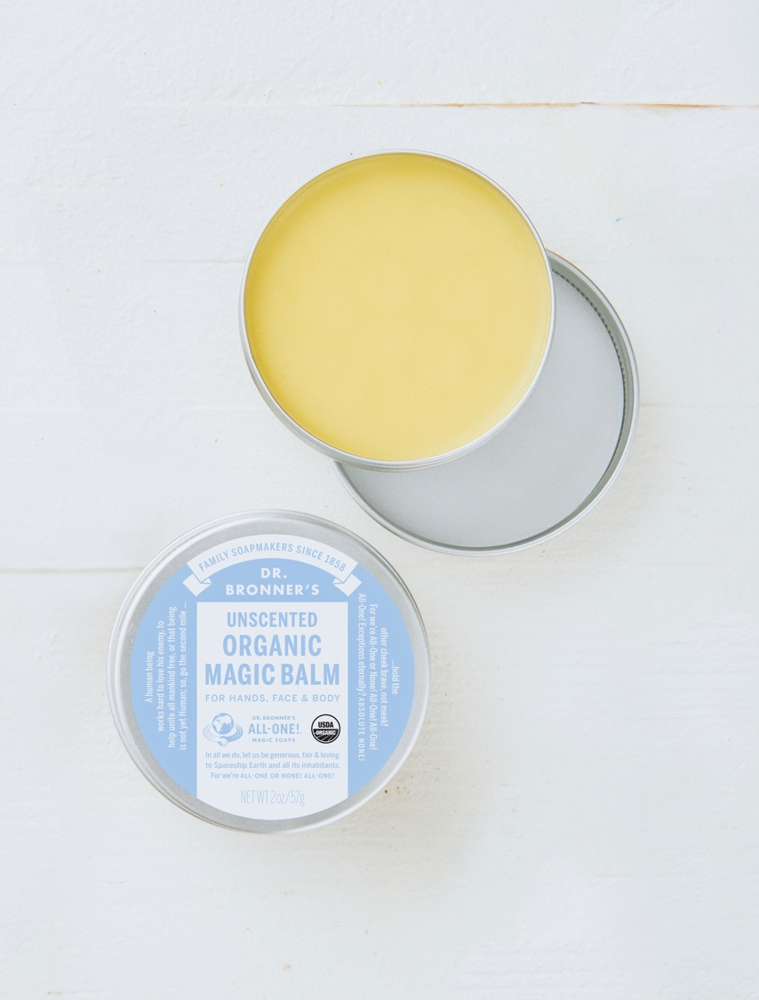 FAMILY SOAPMAKERS SINCE 1858
DR.
BRONNER'S
UNSCENTED
ORGANIC
MAGIC BALM
FOR HANDS, FACE & BODY
DR. BRONNER'S
ALL-ONE!
MAGIC SOAPS
USDA
ORGANIC
In all we do, let us be generous, fair & loving
to Spaceship Earth and all its inhabitants.
For we're ALL-ONE OR NONE! ALL-ONE!
NET WT 2oz/57g
A human being
works hard to love his enemy, to
help unite all mankind free, or that being
is not yet Human; so, go the second mile ...
...hold the
other cheek brave, not meek!
For we're All-One or None! All-One! All-One!
All-One! Exceptions eternally? ABSOLUTE NONE!